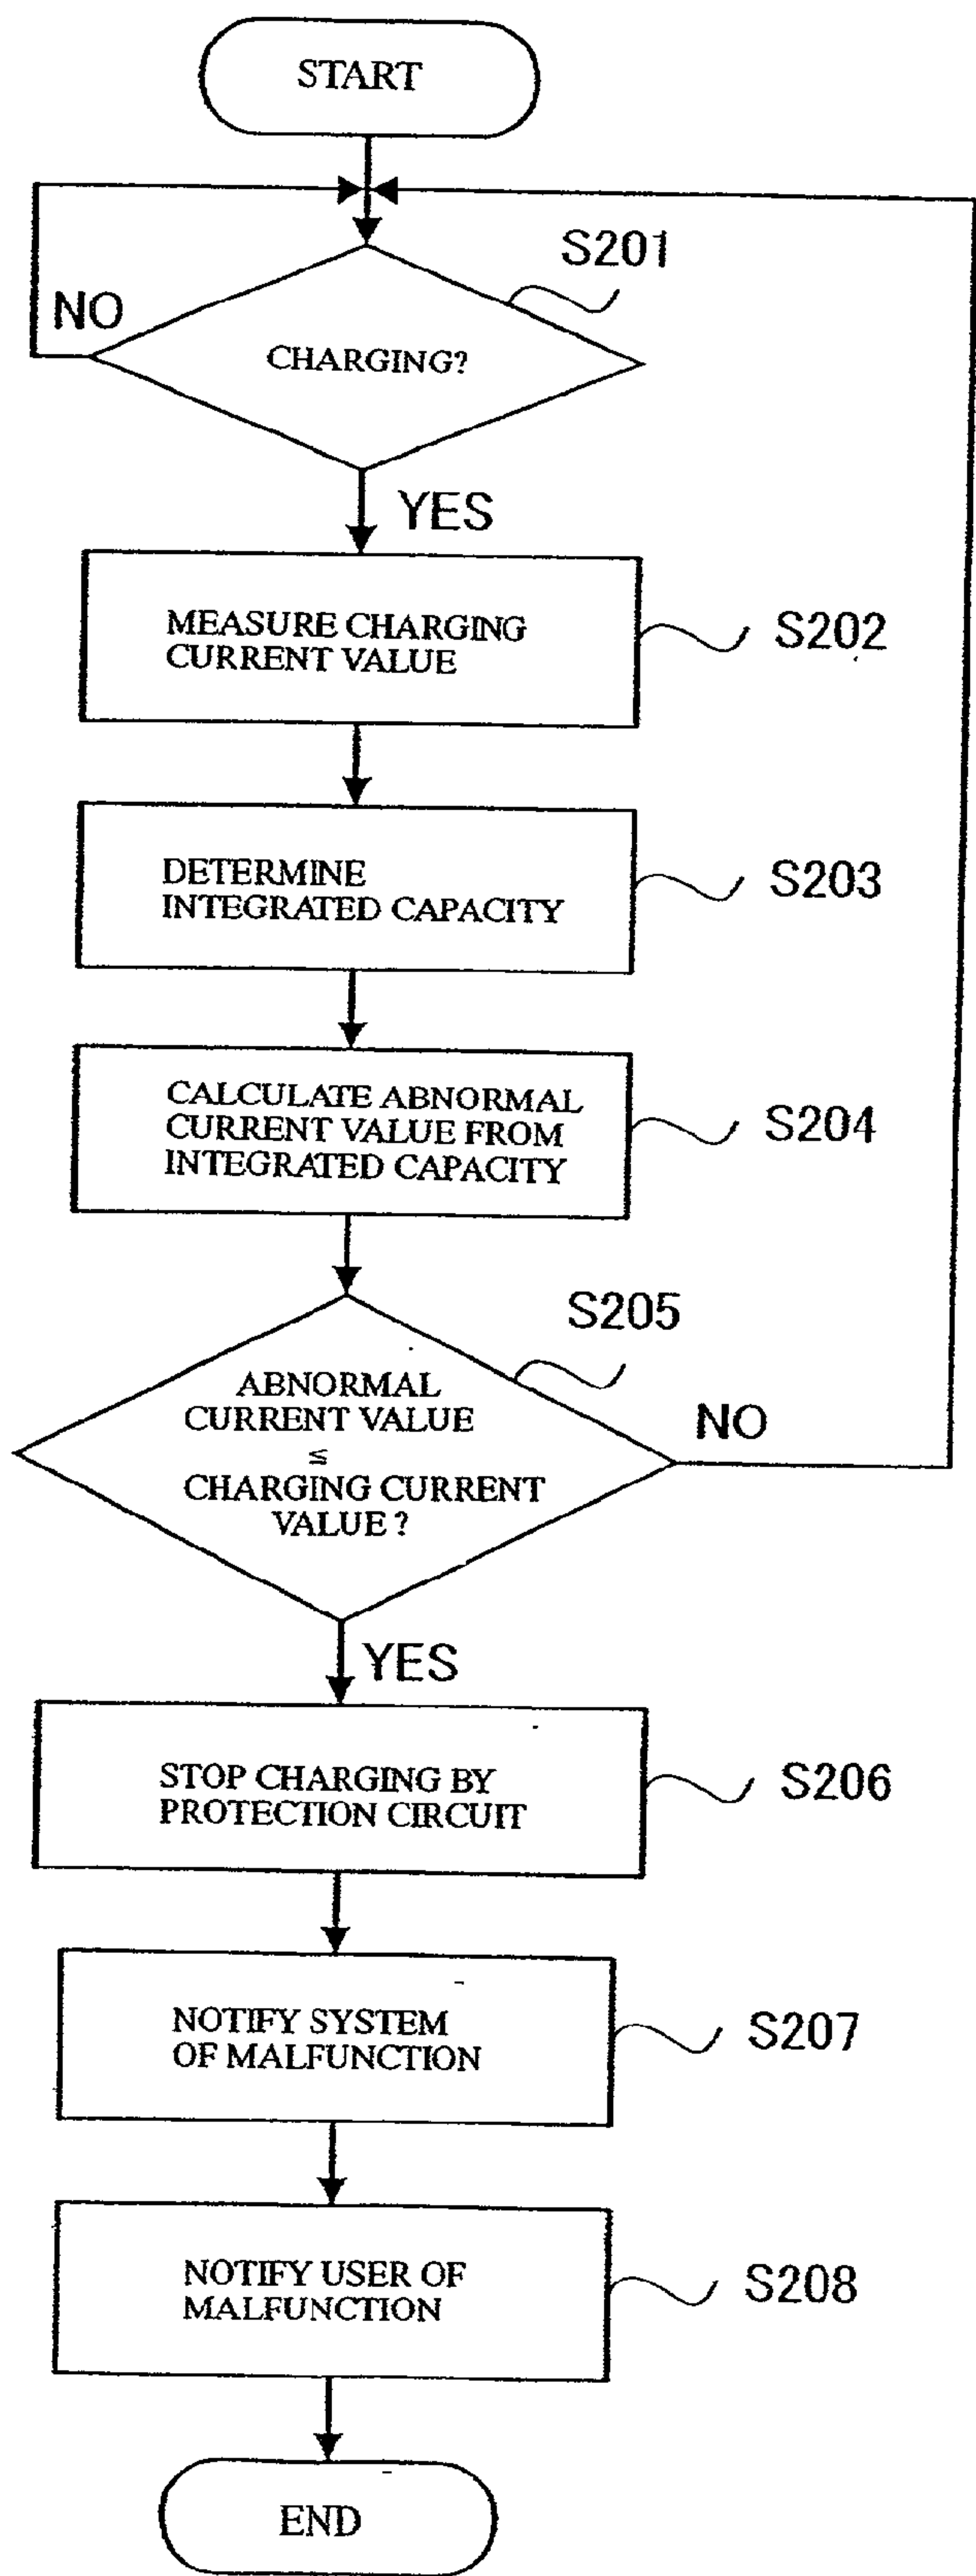 START
S201
NO
CHARGING?
YES
MEASURE CHARGING
CURRENT VALUE
S202
DETERMINE
INTEGRATED CAPACITY
S203
CALCULATE ABNORMAL
CURRENT VALUE FROM
INTEGRATED CAPACITY
S204
S205
ABNORMAL
CURRENT VALUE
≦
CHARGING CURRENT
VALUE ?
NO
YES
STOP CHARGING BY
PROTECTION CIRCUIT
S206
NOTIFY SYSTEM
OF MALFUNCTION
S207
NOTIFY USER OF
MALFUNCTION
S208
END